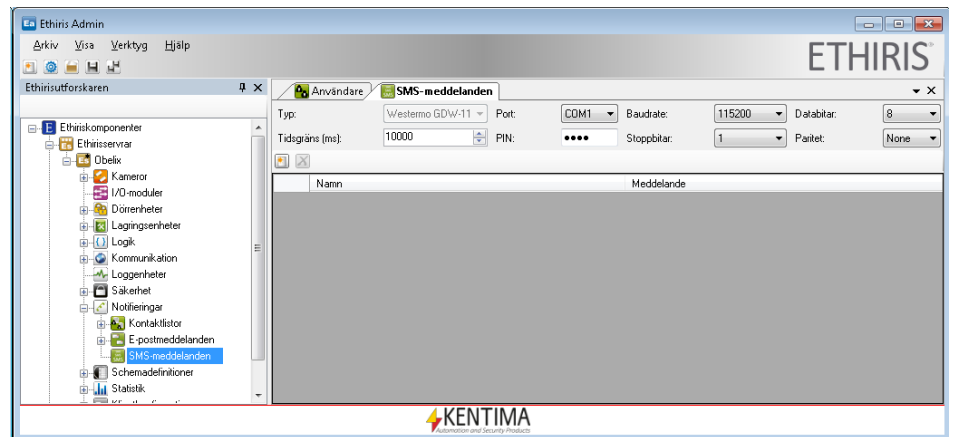 Ea Ethiris Admin
Arkiv Visa Verktyg Hjälp
ETHIRIS
Ethirisutforskaren
Användare
SMS-meddelanden
Typ: Westermo GDW-11 Port: COM1 Baudrate: 115200 Databitar: 8
Tidsgräns (ms): 10000 PIN: •••• Stoppbitar: 1 Paritet: None
Namn Meddelande
Ethiriskomponenter
Ethirisservrar
Obelix
Kameror
I/O-moduler
Dörrenheter
Lagringsenheter
Logik
Kommunikation
Loggenheter
Säkerhet
Notifieringar
Kontaktlistor
E-postmeddelanden
SMS-meddelanden
Schemadefinitioner
Statistik
KENTIMA
Automation and Security Products